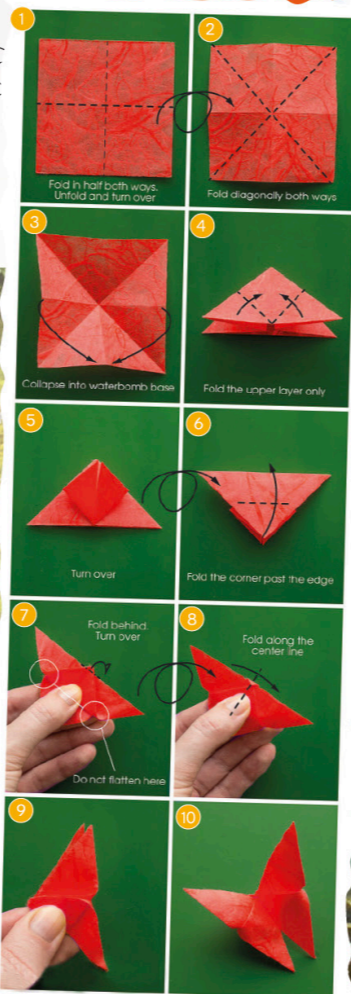 1
Fold in half both ways.
Unfold and turn over
2
Fold diagonally both ways
3
Collapse into waterbomb base
4
Fold the upper layer only
5
Turn over
6
Fold the corner past the edge
7
Fold behind.
Turn over
Do not flatten here
8
Fold along the
center line
9
10